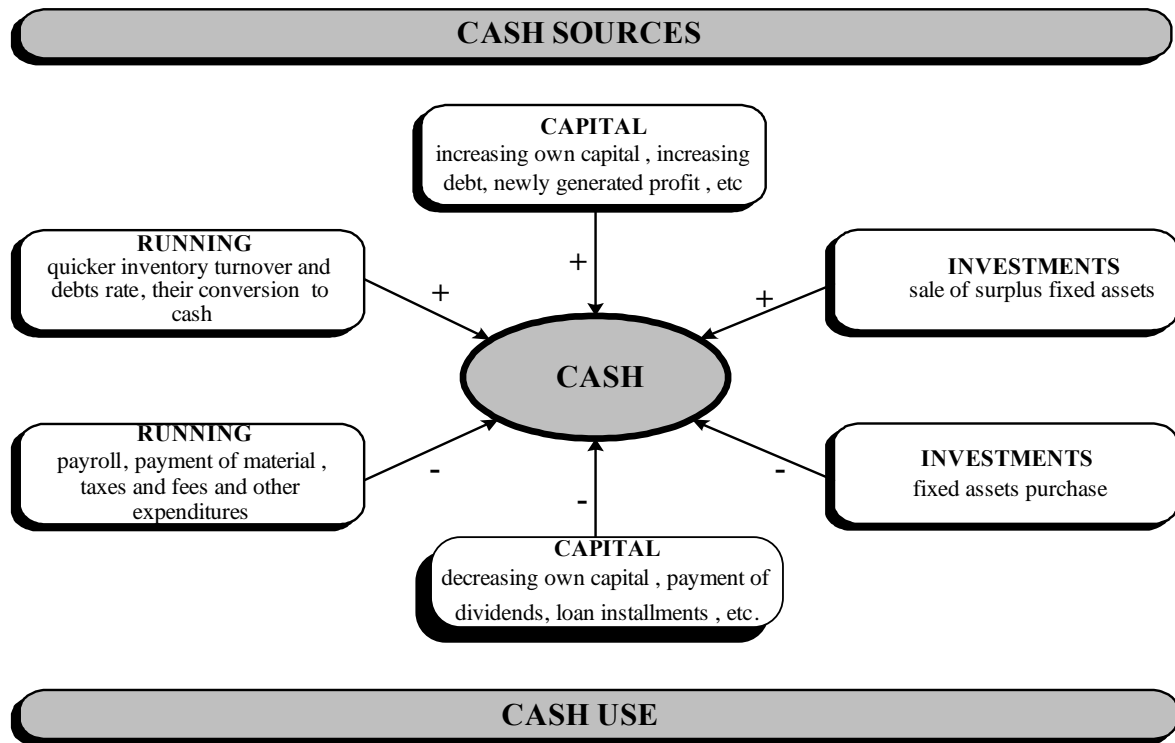 CASH SOURCES
CAPITAL
increasing own capital , increasing
debt, newly generated profit , etc
RUNNING
quicker inventory turnover and
debts rate, their conversion to
cash
+
+
+
INVESTMENTS
sale of surplus fixed assets
CASH
RUNNING
payroll, payment of material ,
taxes and fees and other
expenditures
-
-
-
INVESTMENTS
fixed assets purchase
CAPITAL
decreasing own capital , payment of
dividends, loan installments , etc.
CASH USE